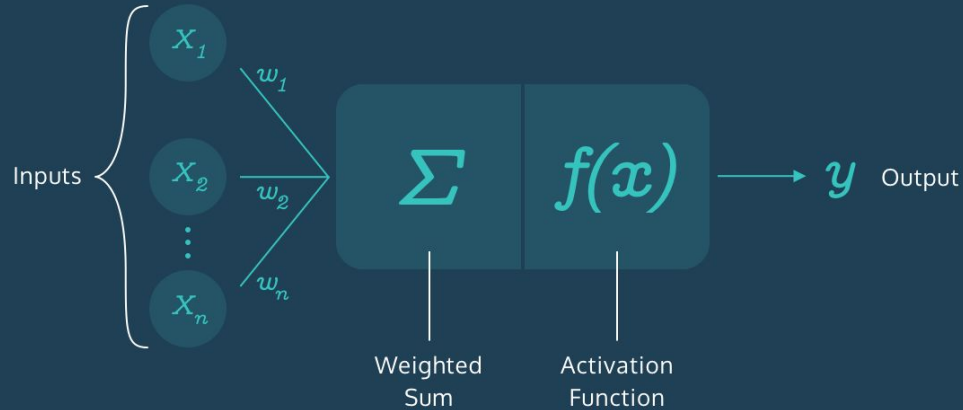 X₁
w₁
Inputs
X₂
w₂
Σ
f(x)
y
Output
⋮
Xₙ
wₙ
Weighted
Sum
Activation
Function